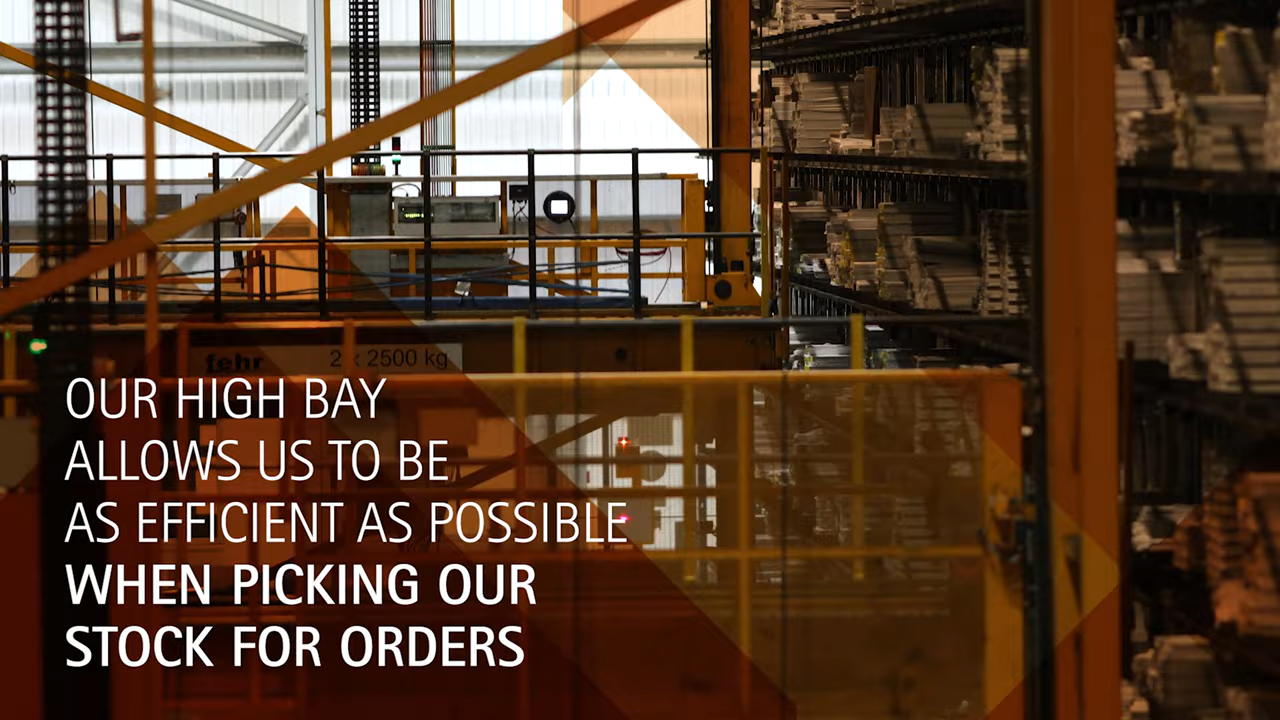 fehr 2 x 2500 kg
OUR HIGH BAY
ALLOWS US TO BE
AS EFFICIENT AS POSSIBLE
WHEN PICKING OUR
STOCK FOR ORDERS